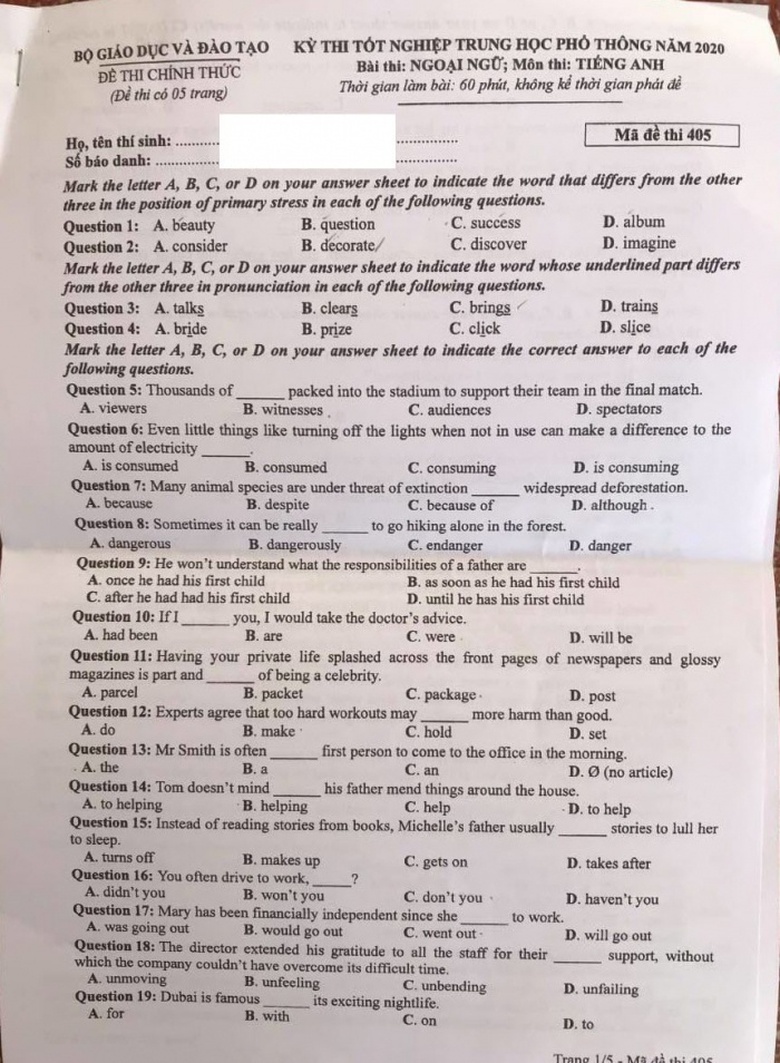 BỘ GIÁO DỤC VÀ ĐÀO TẠO
ĐỀ THI CHÍNH THỨC
(Đề thi có 05 trang)
KỲ THI TỐT NGHIỆP TRUNG HỌC PHỔ THÔNG NĂM 2020
Bài thi: NGOẠI NGỮ; Môn thi: TIẾNG ANH
Thời gian làm bài: 60 phút, không kể thời gian phát đề
Họ, tên thí sinh: ..........
Số báo danh: ..........
Mã đề thi 405
Mark the letter A, B, C, or D on your answer sheet to indicate the word that differs from the other
three in the position of primary stress in each of the following questions.
Question 1: A. beauty B. question C. success D. album
Question 2: A. consider B. decorate C. discover D. imagine
Mark the letter A, B, C, or D on your answer sheet to indicate the word whose underlined part differs
from the other three in pronunciation in each of the following questions.
Question 3: A. talks B. clears C. brings D. trains
Question 4: A. bride B. prize C. click D. slice
Mark the letter A, B, C, or D on your answer sheet to indicate the correct answer to each of the
following questions.
Question 5: Thousands of ______ packed into the stadium to support their team in the final match.
A. viewers B. witnesses C. audiences D. spectators
Question 6: Even little things like turning off the lights when not in use can make a difference to the
amount of electricity ______.
A. is consumed B. consumed C. consuming D. is consuming
Question 7: Many animal species are under threat of extinction ______ widespread deforestation.
A. because B. despite C. because of D. although
Question 8: Sometimes it can be really ______ to go hiking alone in the forest.
A. dangerous B. dangerously C. endanger D. danger
Question 9: He won't understand what the responsibilities of a father are ______.
A. once he had his first child B. as soon as he had his first child
C. after he had had his first child D. until he has his first child
Question 10: If I ______ you, I would take the doctor's advice.
A. had been B. are C. were D. will be
Question 11: Having your private life splashed across the front pages of newspapers and glossy
magazines is part and ______ of being a celebrity.
A. parcel B. packet C. package D. post
Question 12: Experts agree that too hard workouts may ______ more harm than good.
A. do B. make C. hold D. set
Question 13: Mr Smith is often ______ first person to come to the office in the morning.
A. the B. a C. an D. Ø (no article)
Question 14: Tom doesn't mind ______ his father mend things around the house.
A. to helping B. helping C. help D. to help
Question 15: Instead of reading stories from books, Michelle's father usually ______ stories to lull her
to sleep.
A. turns off B. makes up C. gets on D. takes after
Question 16: You often drive to work, ______?
A. didn't you B. won't you C. don't you D. haven't you
Question 17: Mary has been financially independent since she ______ to work.
A. was going out B. would go out C. went out D. will go out
Question 18: The director extended his gratitude to all the staff for their ______ support, without
which the company couldn't have overcome its difficult time.
A. unmoving B. unfeeling C. unbending D. unfailing
Question 19: Dubai is famous ______ its exciting nightlife.
A. for B. with C. on D. to
Trang 1/5 - Mã đề thi 405